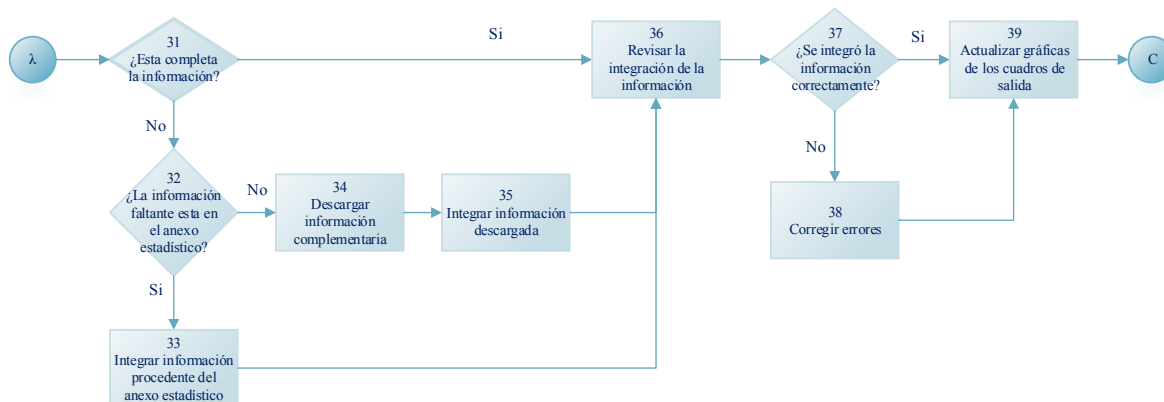 λ
31
¿Esta completa
la información?
Si
36
Revisar la
integración de la
información
37
¿Se integró la
información
correctamente?
Si
39
Actualizar gráficas
de los cuadros de
salida
C
No
32
¿La información
faltante esta en
el anexo
estadístico?
No
34
Descargar
información
complementaria
35
Integrar información
descargada
No
38
Corregir errores
Si
33
Integrar información
procedente del
anexo estadístico